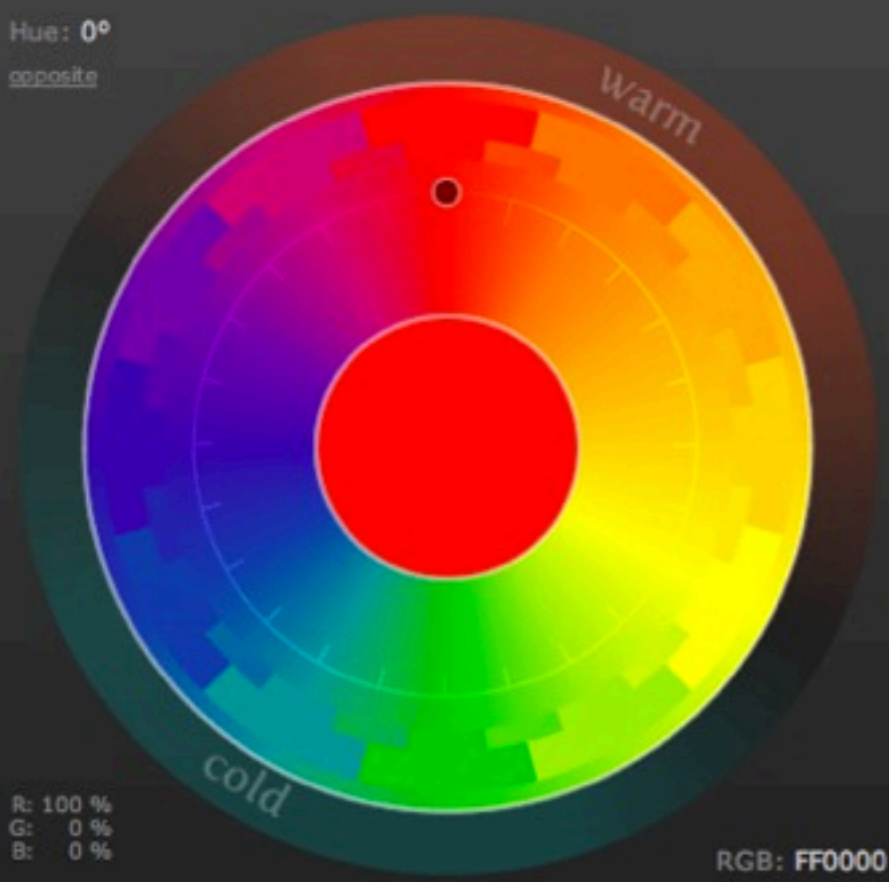 Hue: 0°
opposite
warm
cold
R: 100 %
G: 0 %
B: 0 %
RGB: FF0000